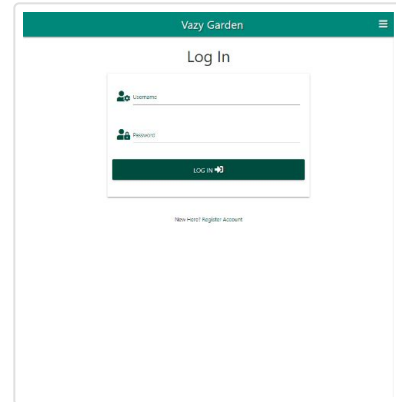 Vazy Garden
Log In
Username
Password
LOG IN
New Here? Register Account